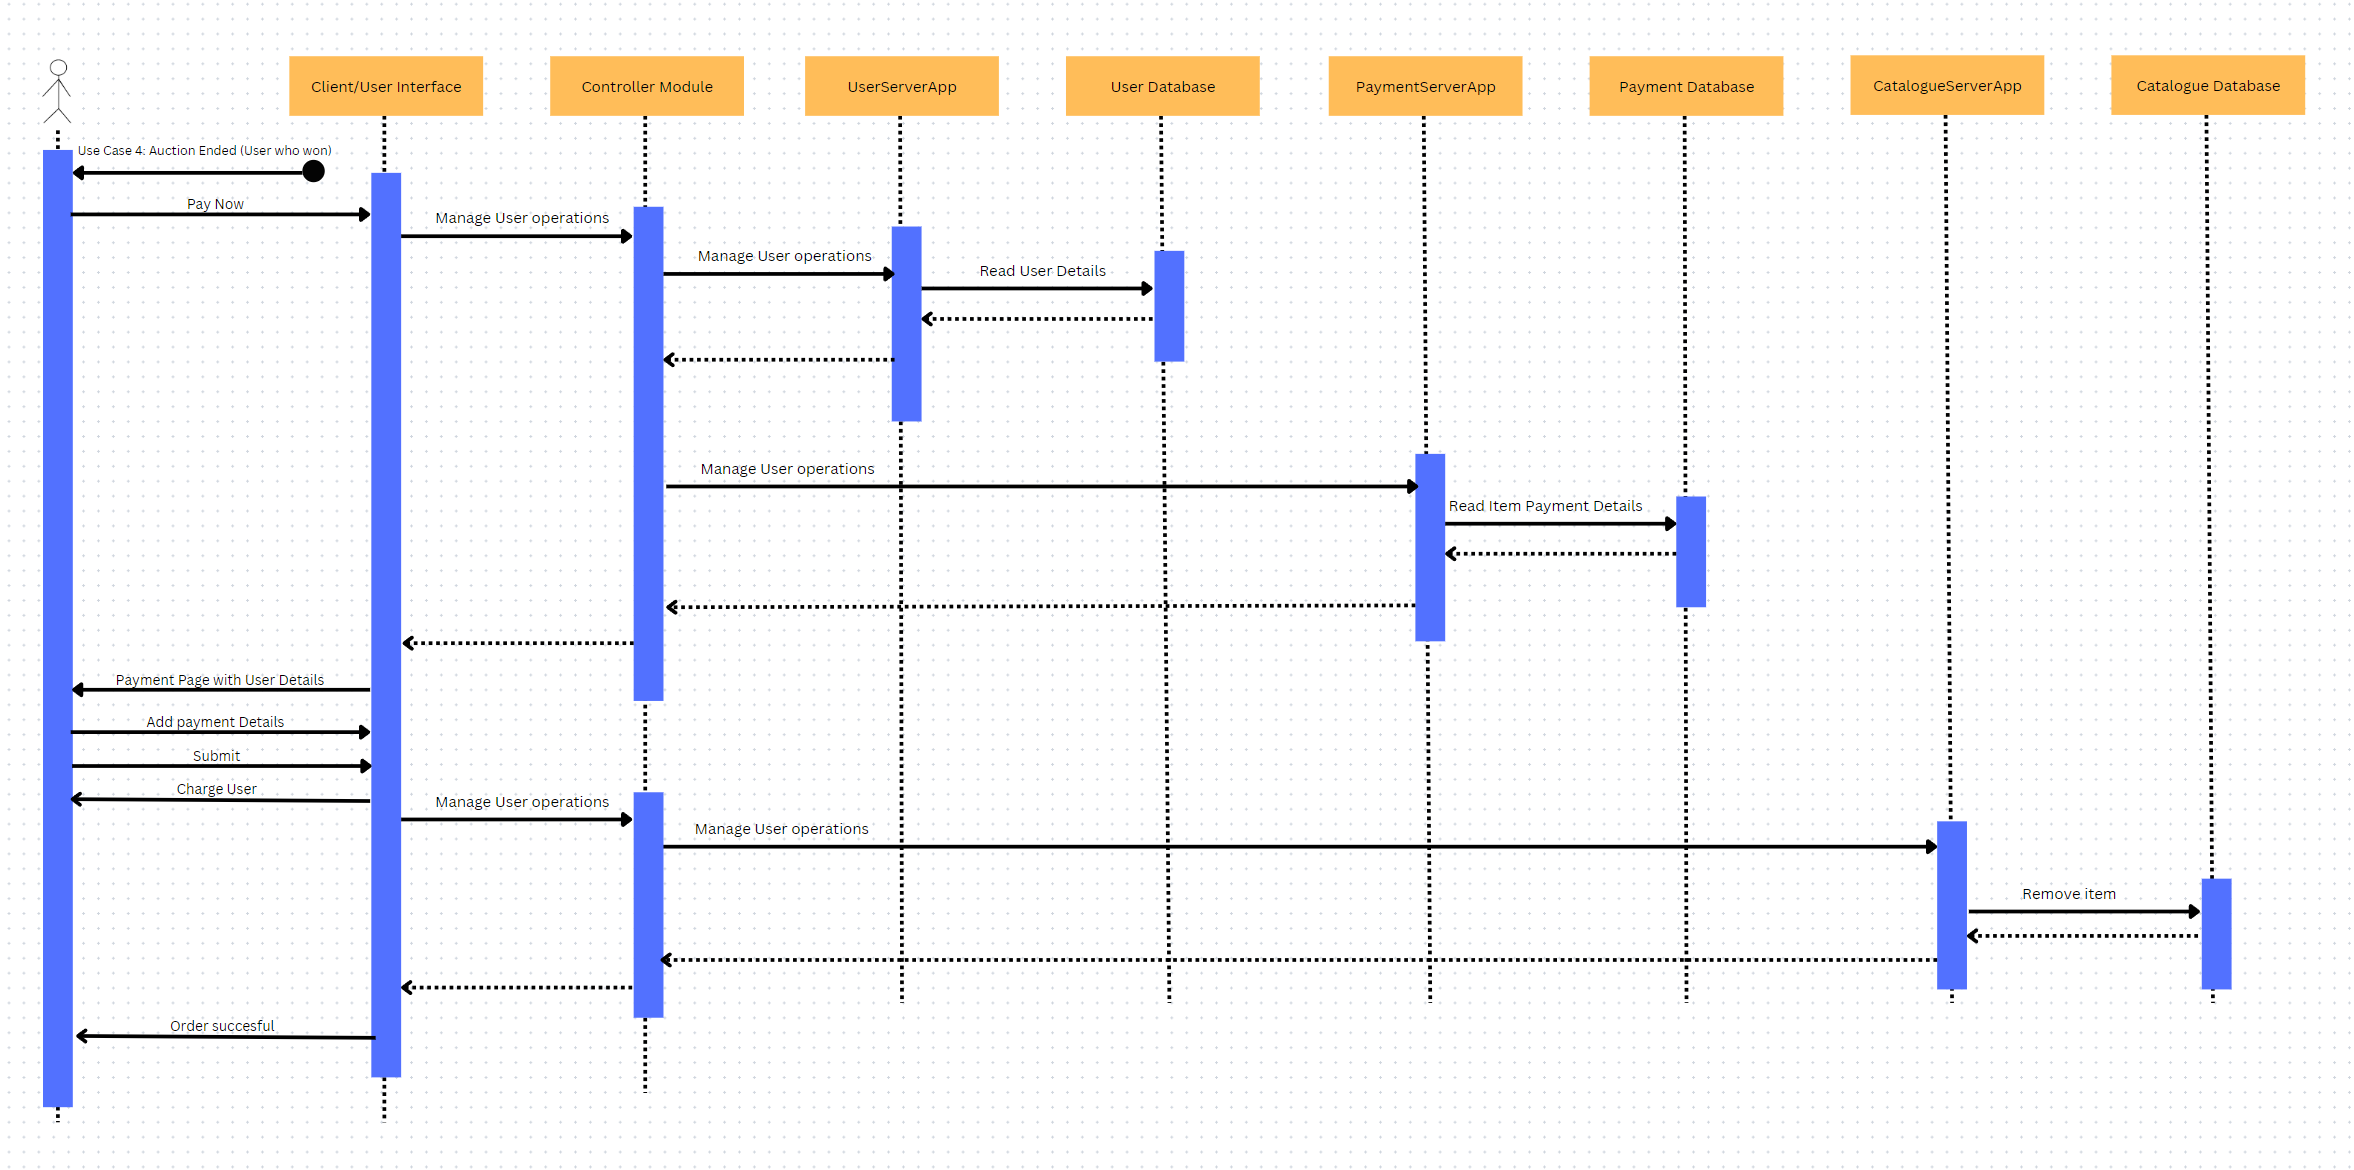 Client/User Interface
Controller Module
UserServerApp
User Database
PaymentServerApp
Payment Database
CatalogueServerApp
Catalogue Database
Use Case 4: Auction Ended (User who won)
Pay Now
Manage User operations
Manage User operations
Read User Details
Manage User operations
Read Item Payment Details
Payment Page with User Details
Add payment Details
Submit
Charge User
Manage User operations
Manage User operations
Remove item
Order succesful